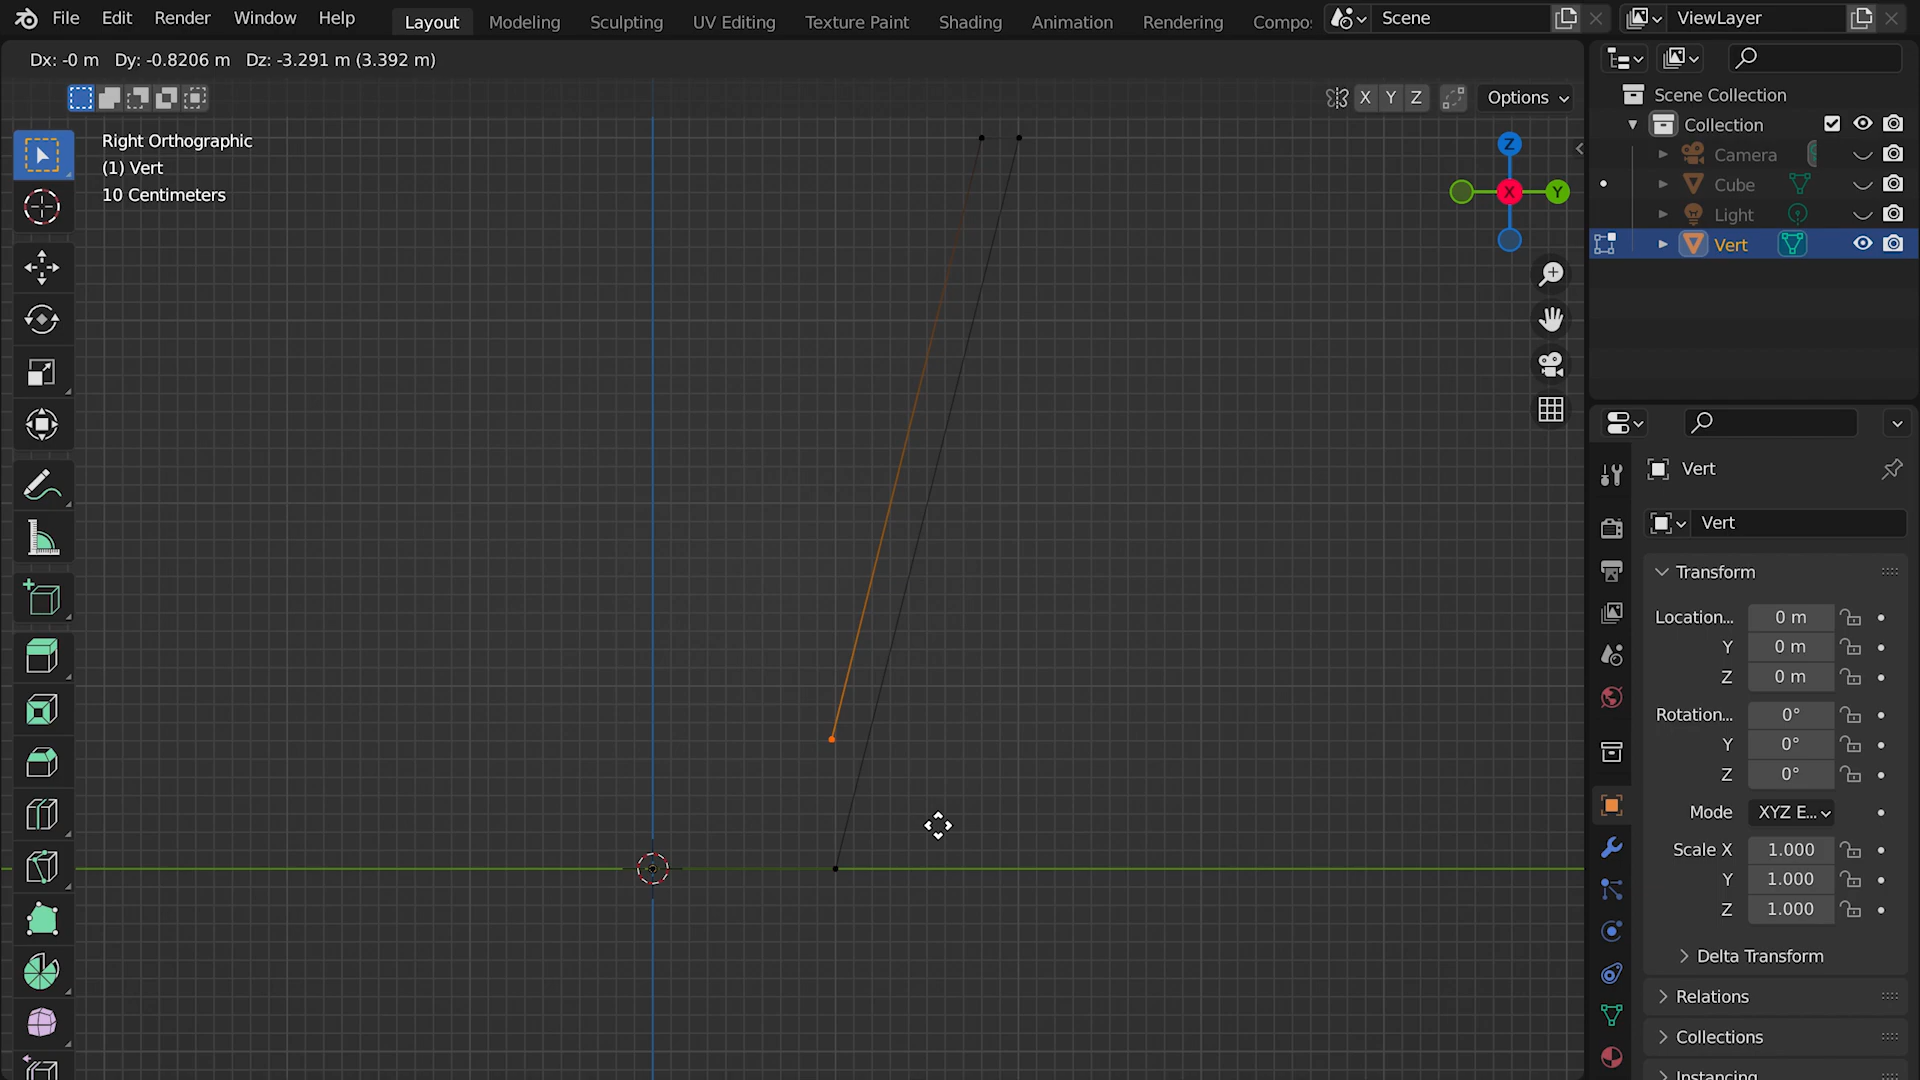 File Edit Render Window Help Layout Modeling Sculpting UV Editing Texture Paint Shading Animation Rendering Compo: Scene ViewLayer
Dx: -0 m Dy: -0.8206 m Dz: -3.291 m (3.392 m)
X Y Z Options
Right Orthographic
(1) Vert
10 Centimeters
Z
X
Y
Scene Collection
Collection
Camera
Cube
Light
Vert
Vert
Vert
Transform
Location... 0 m
Y 0 m
Z 0 m
Rotation... 0°
Y 0°
Z 0°
Mode XYZ E...
Scale X 1.000
Y 1.000
Z 1.000
Delta Transform
Relations
Collections
Instancing